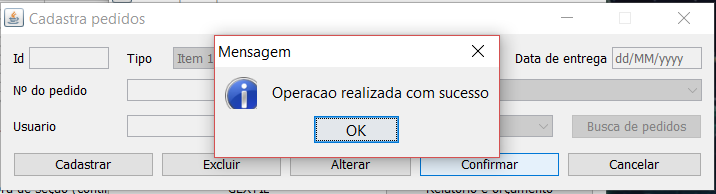 Cadastra pedidos
Mensagem
Id
Tipo
Item 1
Data de entrega
dd/MM/yyyy
Operacao realizada com sucesso
Nº do pedido
OK
Usuario
Busca de pedidos
Cadastrar
Excluir
Alterar
Confirmar
Cancelar